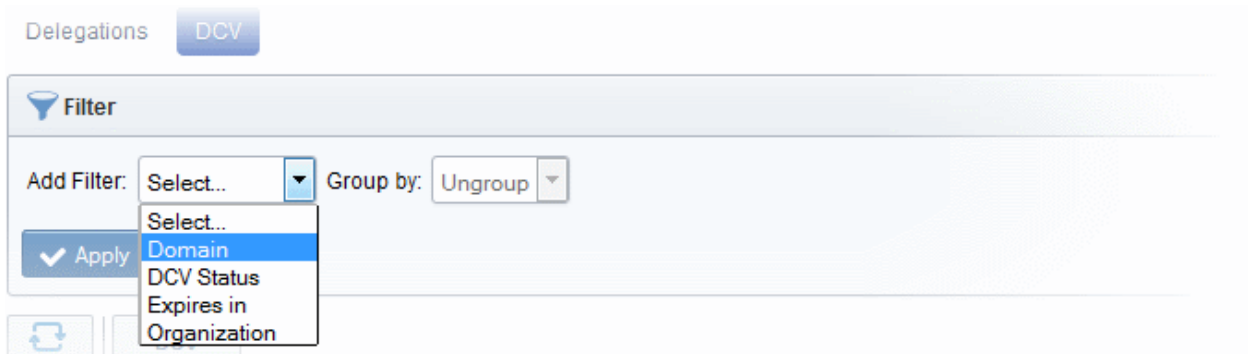 Delegations DCV
Filter
Add Filter: Select... Group by: Ungroup
Select...
Apply Domain
DCV Status
Expires in
Organization